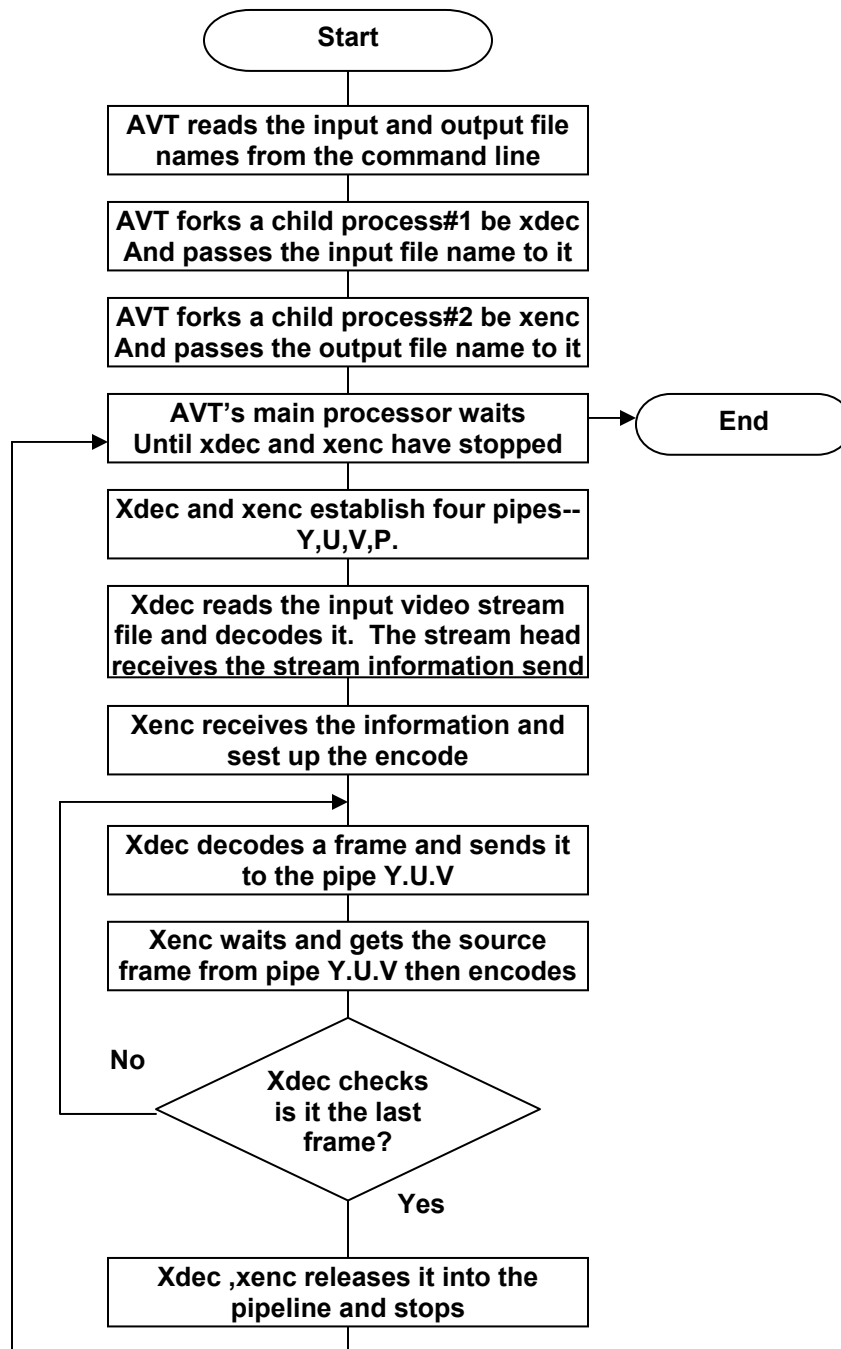 Start
AVT reads the input and output file
names from the command line
AVT forks a child process#1 be xdec
And passes the input file name to it
AVT forks a child process#2 be xenc
And passes the output file name to it
AVT's main processor waits
Until xdec and xenc have stopped
End
Xdec and xenc establish four pipes--
Y,U,V,P.
Xdec reads the input video stream
file and decodes it. The stream head
receives the stream information send
Xenc receives the information and
sest up the encode
Xdec decodes a frame and sends it
to the pipe Y.U.V
Xenc waits and gets the source
frame from pipe Y.U.V then encodes
No
Xdec checks
is it the last
frame?
Yes
Xdec ,xenc releases it into the
pipeline and stops